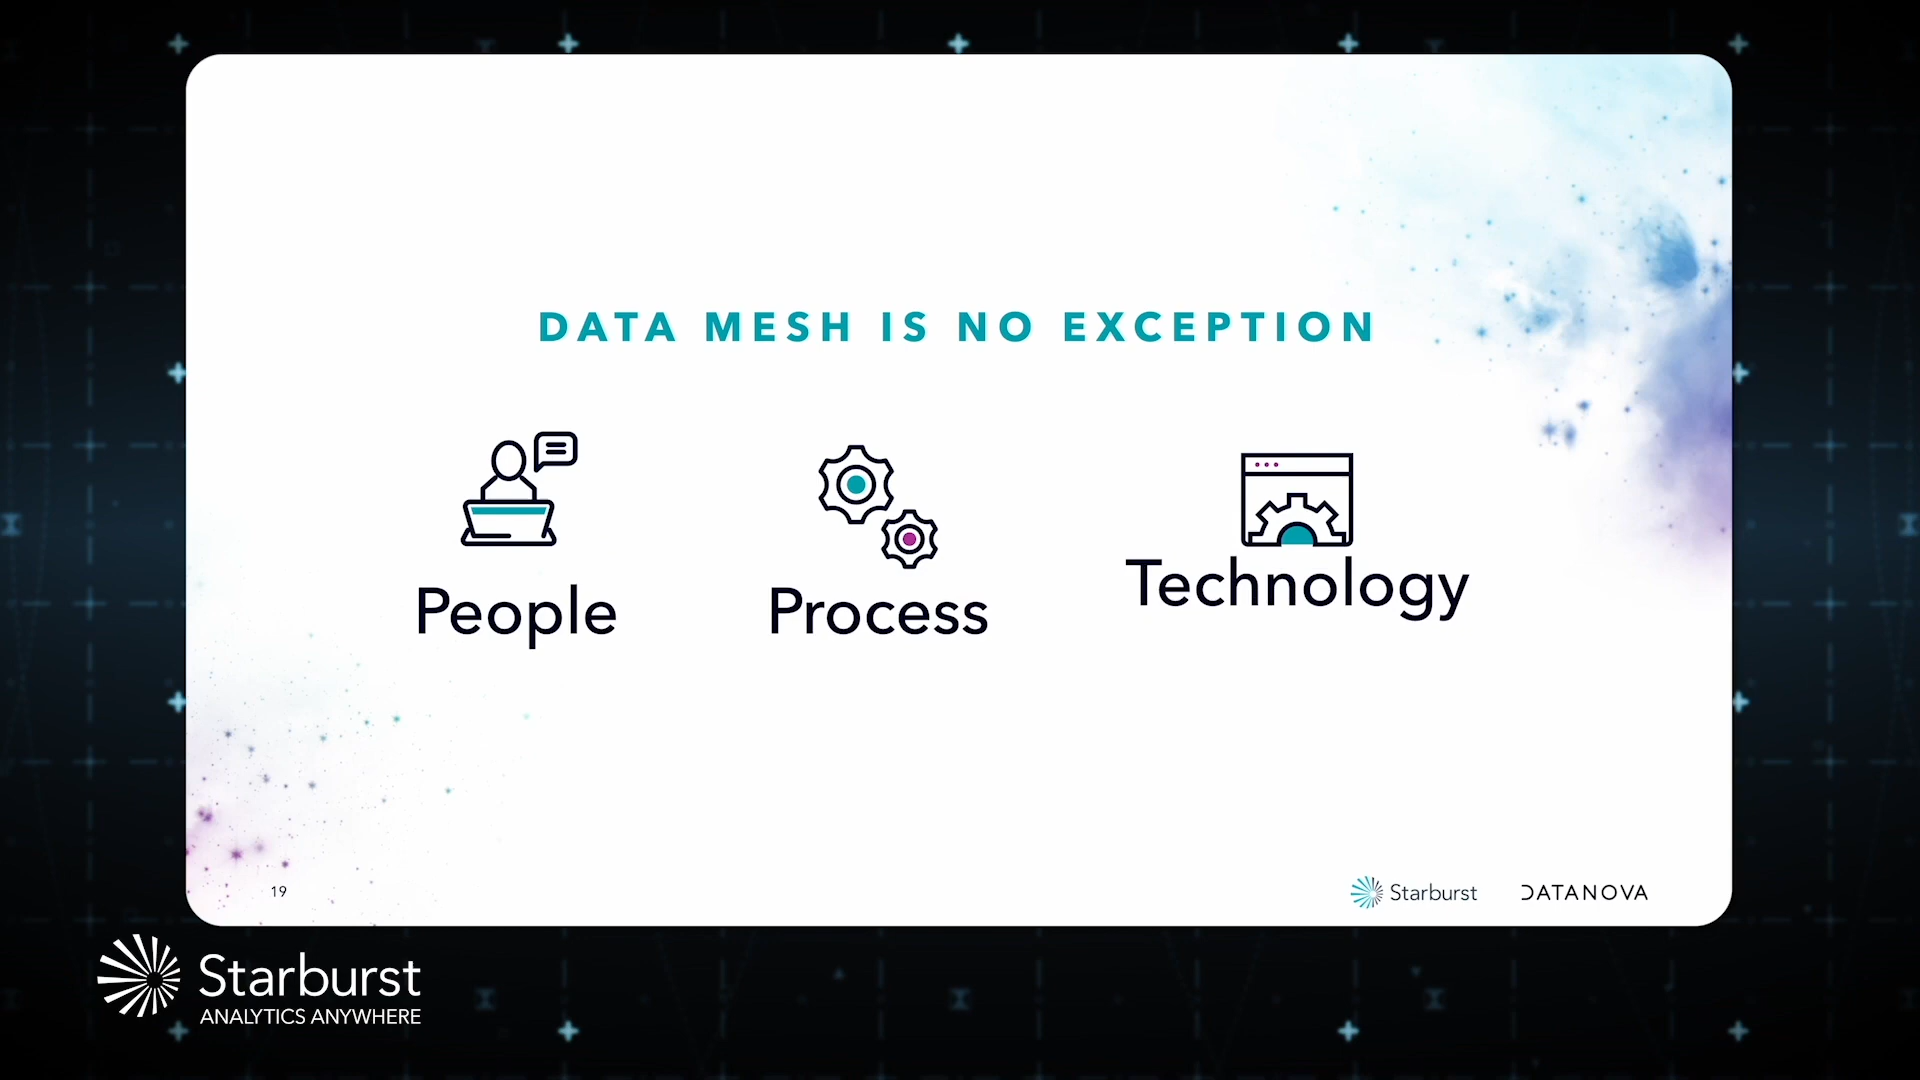 DATA MESH IS NO EXCEPTION
People
Process
Technology
19
Starburst
DATANOVA
Starburst
ANALYTICS ANYWHERE